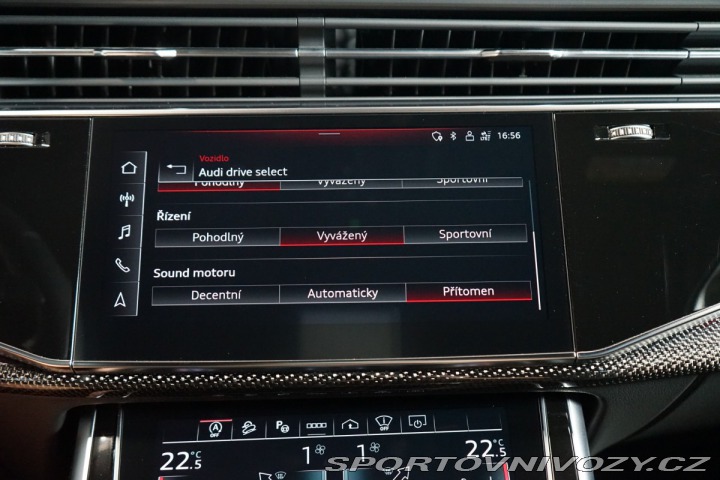 16:56
Vozidlo
Audi drive select
Pohodlný Vyvážený Sportovní
Řízení
Pohodlný Vyvážený Sportovní
Sound motoru
Decentní Automaticky Přítomen
A OFF P OFF
22.5°C 1 1 22.5°C
SPORTOVNIVOZY.CZ